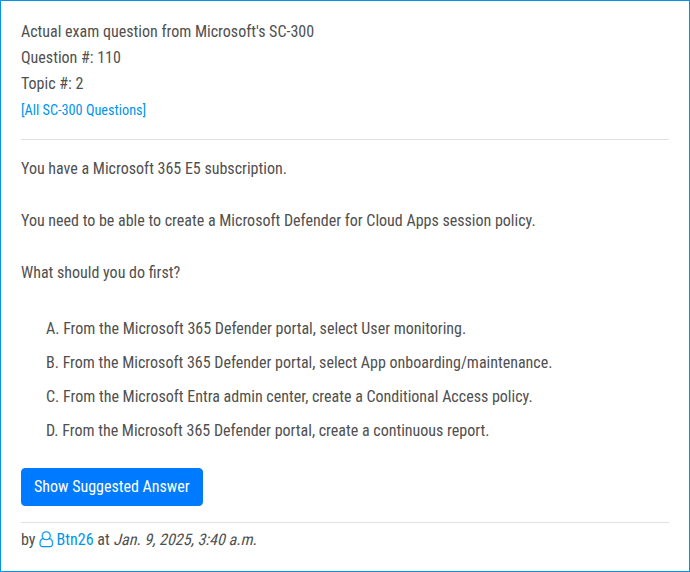 Actual exam question from Microsoft's SC-300
Question #: 110
Topic #: 2
[All SC-300 Questions]
You have a Microsoft 365 E5 subscription.
You need to be able to create a Microsoft Defender for Cloud Apps session policy.
What should you do first?
A. From the Microsoft 365 Defender portal, select User monitoring.
B. From the Microsoft 365 Defender portal, select App onboarding/maintenance.
C. From the Microsoft Entra admin center, create a Conditional Access policy.
D. From the Microsoft 365 Defender portal, create a continuous report.
Show Suggested Answer
by Btn26 at Jan. 9, 2025, 3:40 a.m.